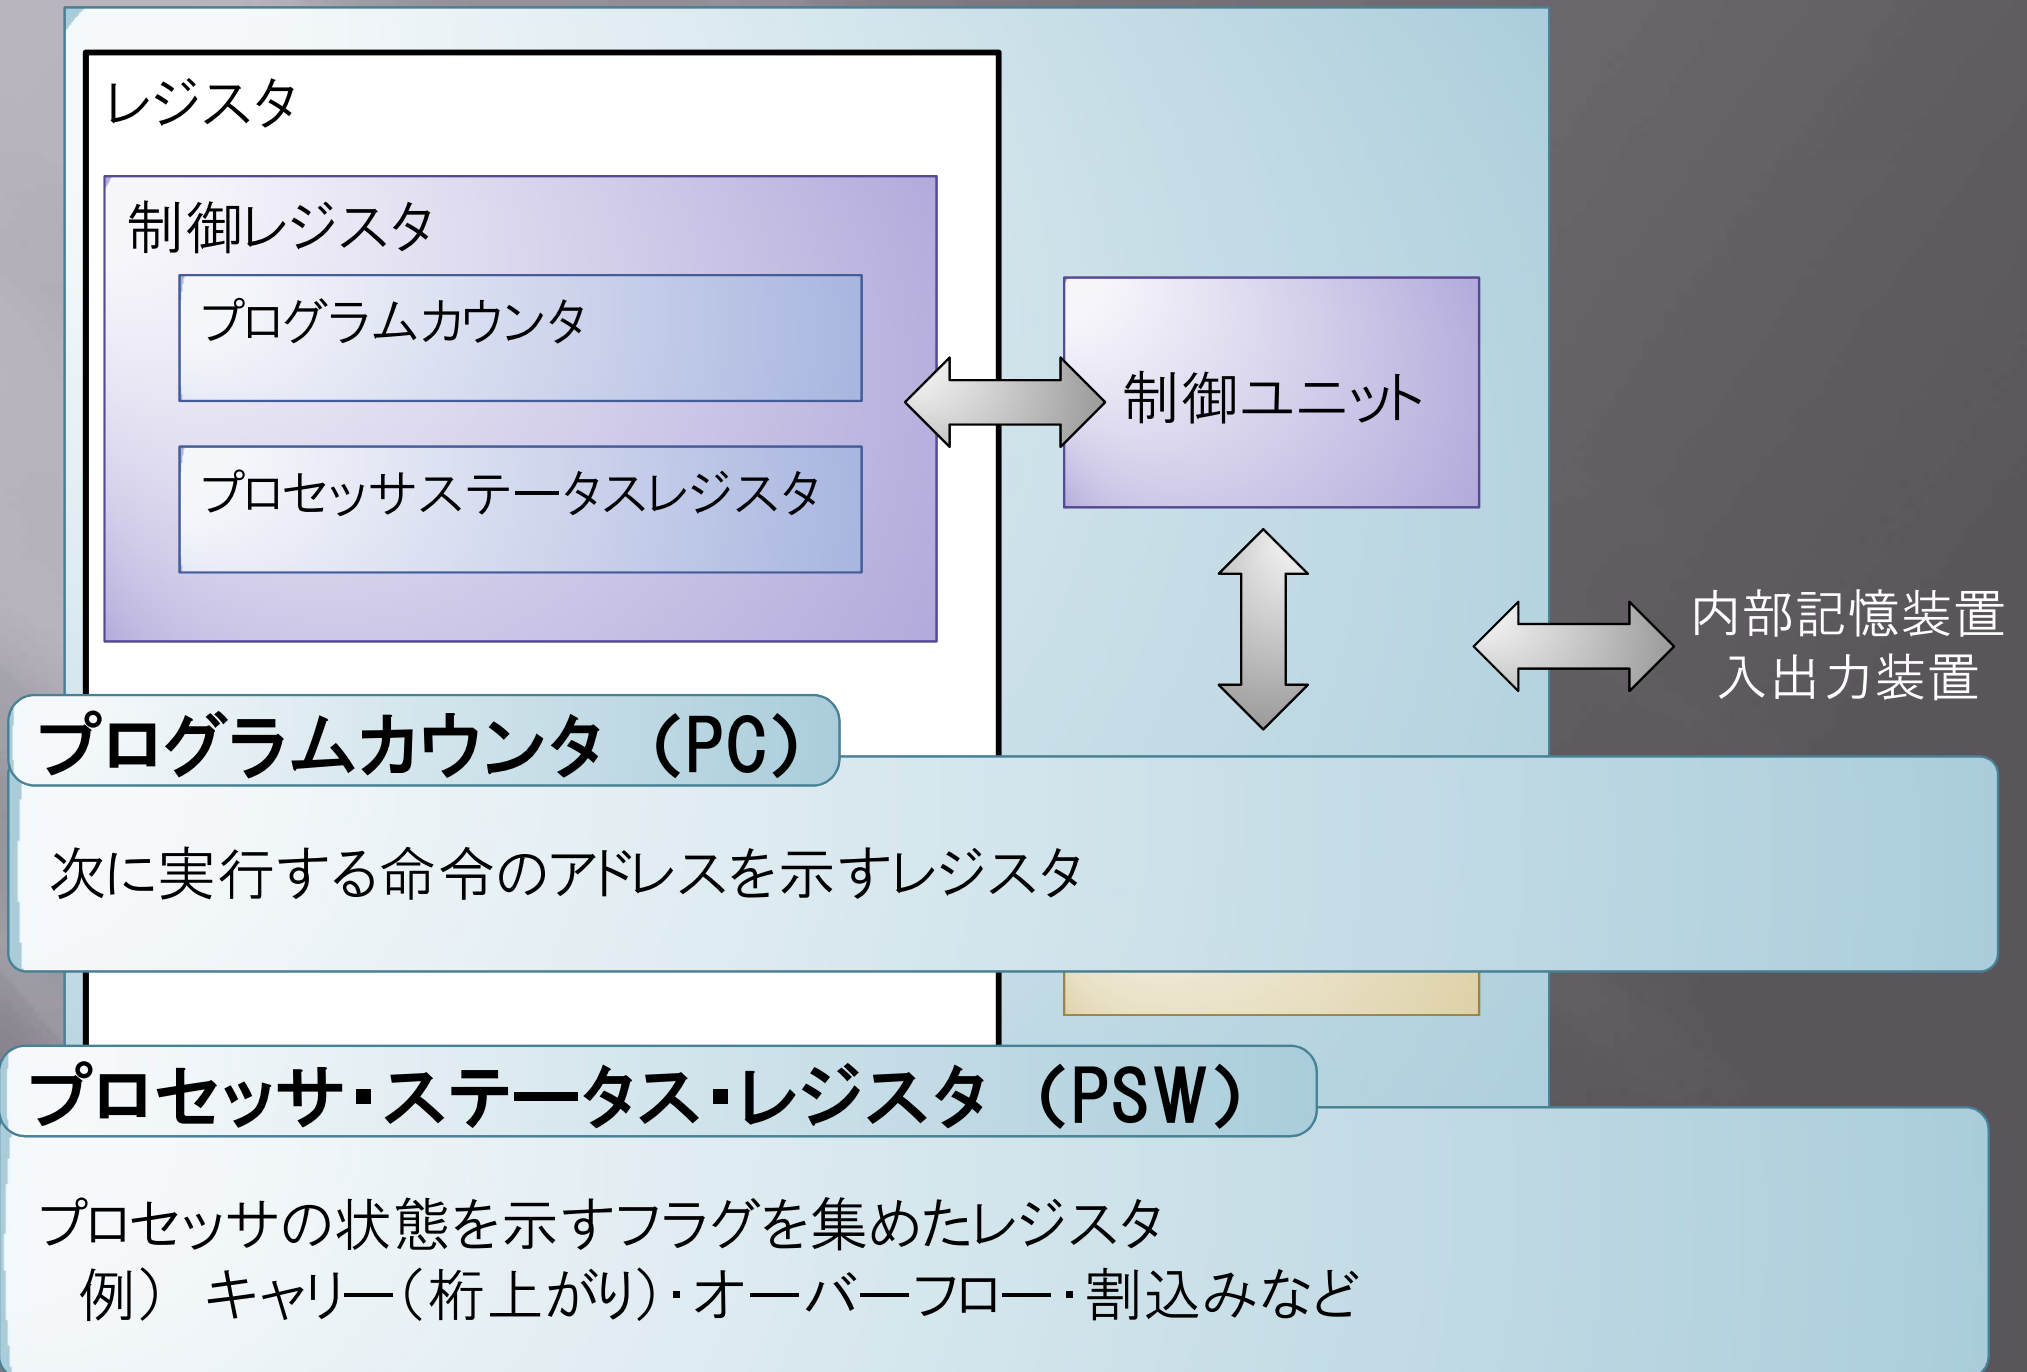 レジスタ
制御レジスタ
プログラムカウンタ
プロセッサステータスレジスタ
制御ユニット
内部記憶装置
入出力装置
プログラムカウンタ（PC）
次に実行する命令のアドレスを示すレジスタ
プロセッサ・ステータス・レジスタ（PSW）
プロセッサの状態を示すフラグを集めたレジスタ
例） キャリー（桁上がり）・オーバーフロー・割込みなど